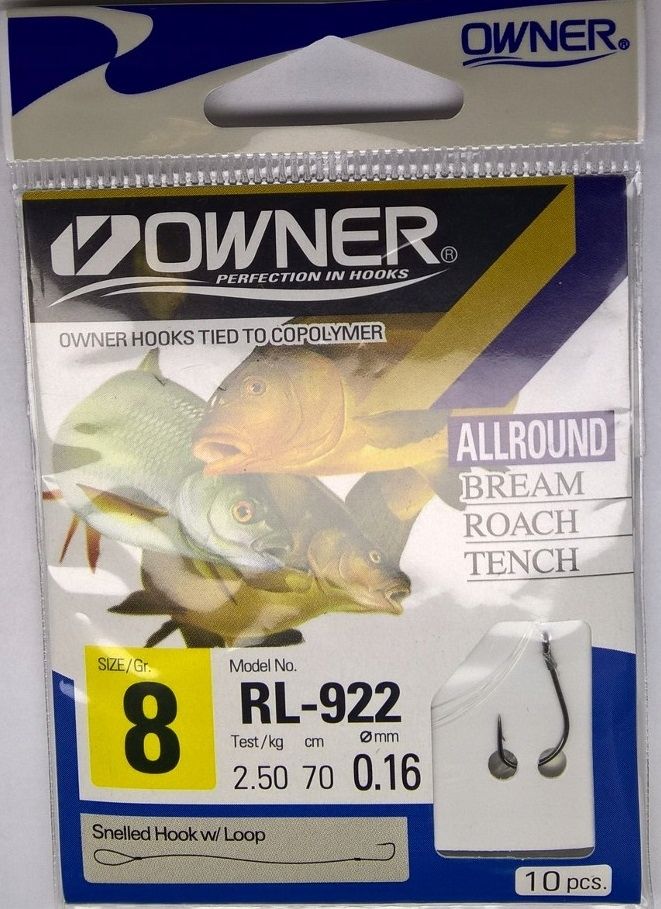 OWNER®
OWNER®
PERFECTION IN HOOKS
OWNER HOOKS TIED TO COPOLYMER
ALLROUND
BREAM
ROACH
TENCH
SIZE/Gr.
8
Model No.
RL-922
Test/kg cm Ømm
2.50 70 0.16
Snelled Hook w/ Loop
10 pcs.